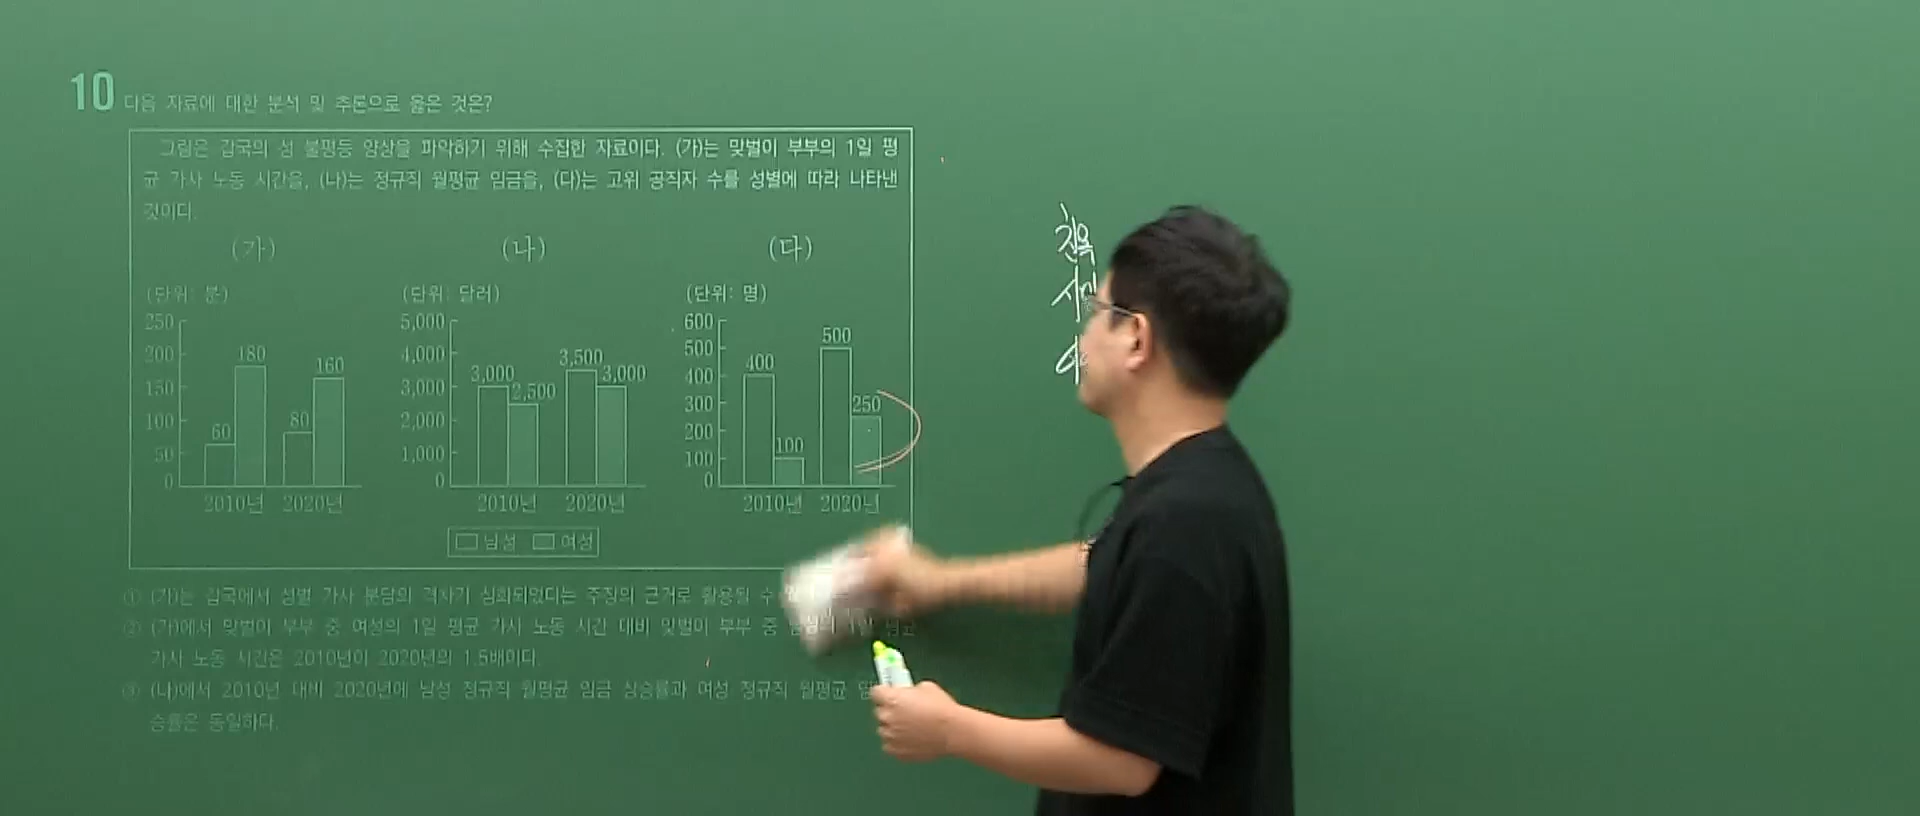 10 다음 자료에 대한 분석 및 추론으로 옳은 것은?
그림은 갑국의 성 불평등 양상을 파악하기 위해 수집한 자료이다. (가)는 맞벌이 부부의 1일 평
균 가사 노동 시간을, (나)는 정규직 월평균 임금을, (다)는 고위 공직자 수를 성별에 따라 나타낸
것이다.
(가) (나) (다)
(단위: 분) (단위: 달러) (단위: 명)
250 200 150 100 50 0
60 180 80 160
2010년 2020년
5,000 4,000 3,000 2,000 1,000 0
3,000 2,500 3,500 3,000
2010년 2020년
600 500 400 300 200 100 0
400 100 500 250
2010년 2020년
남성 여성
① (가)는 갑국에서 성별 가사 분담의 격차가 심화되었다는 주장의 근거로 활용될 수
② (가)에서 맞벌이 부부 중 여성의 1일 평균 가사 노동 시간 대비 맞벌이 부부 중 남성의 1일 평균
가사 노동 시간은 2010년이 2020년의 1.5배이다.
③ (나)에서 2010년 대비 2020년에 남성 정규직 월평균 임금 상승률과 여성 정규직 월평균
승률은 동일하다.